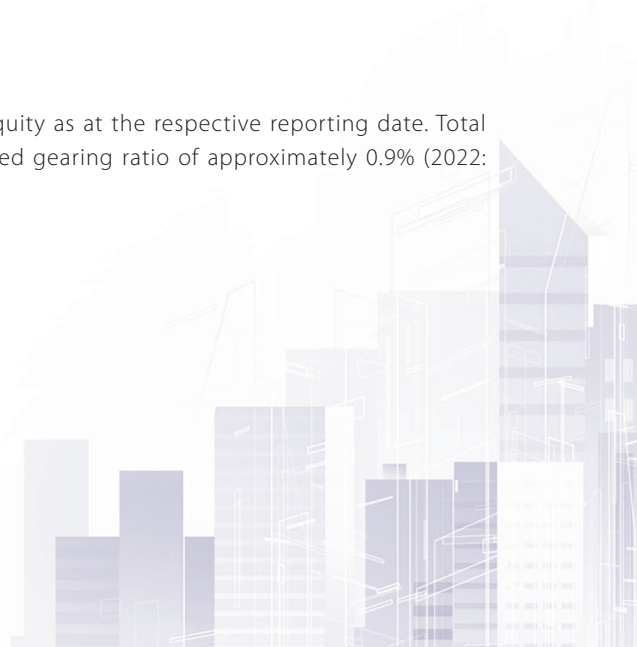 quity as at the respective reporting date. Total
ed gearing ratio of approximately 0.9% (2022: